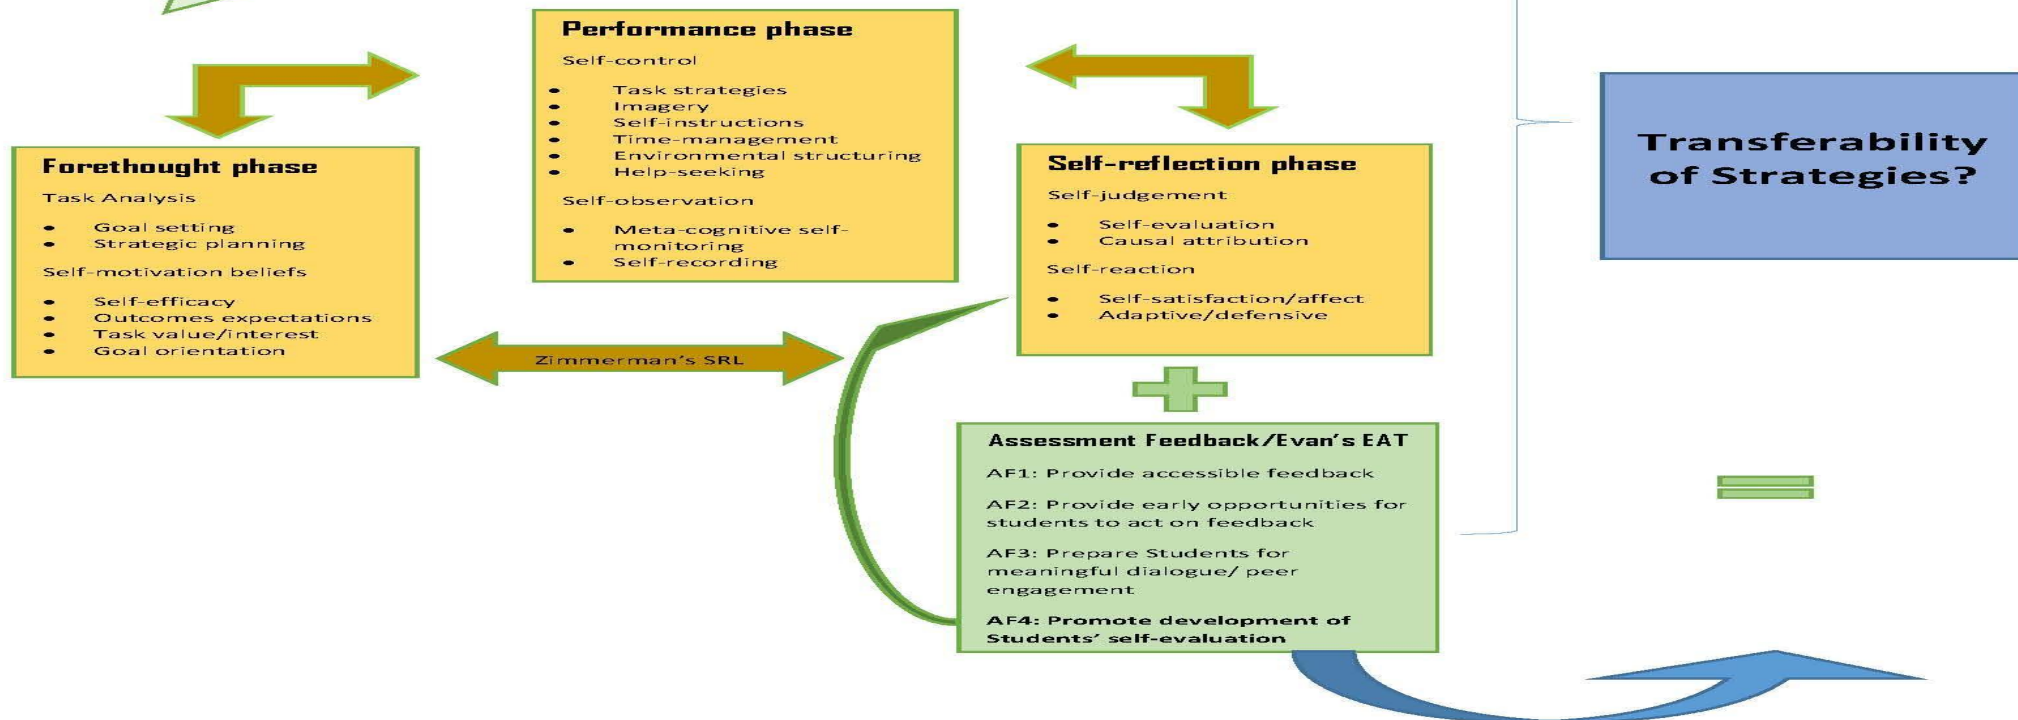 Performance phase
Self-control
• Task strategies
• Imagery
• Self-instructions
• Time-management
• Environmental structuring
• Help-seeking
Self-observation
• Meta-cognitive self-
monitoring
• Self-recording
Forethought phase
Task Analysis
• Goal setting
• Strategic planning
Self-motivation beliefs
• Self-efficacy
• Outcomes expectations
• Task value/interest
• Goal orientation
Zimmerman's SRL
Self-reflection phase
Self-judgement
• Self-evaluation
• Causal attribution
Self-reaction
• Self-satisfaction/affect
• Adaptive/defensive
Assessment Feedback/Evan's EAT
AF1: Provide accessible feedback
AF2: Provide early opportunities for
students to act on feedback
AF3: Prepare Students for
meaningful dialogue/ peer
engagement
AF4: Promote development of
Students' self-evaluation
Transferability
of Strategies?